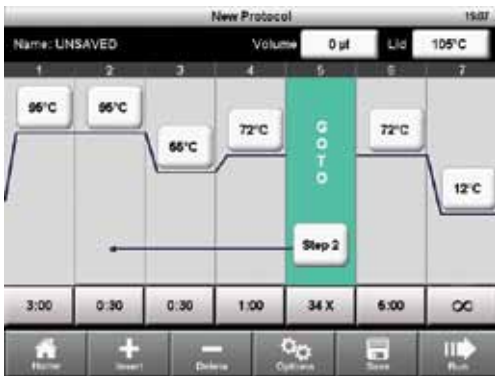 New Protocol 15:07
Name: UNSAVED Volume 0 µl Lid 105°C
1 2 3 4 5 6 7
95°C 95°C 72°C GOTO 72°C
12°C
Step 2
3:00 0:30 0:30 1:00 34 X 5:00 ∞
Home Insert Delete Options Save Run